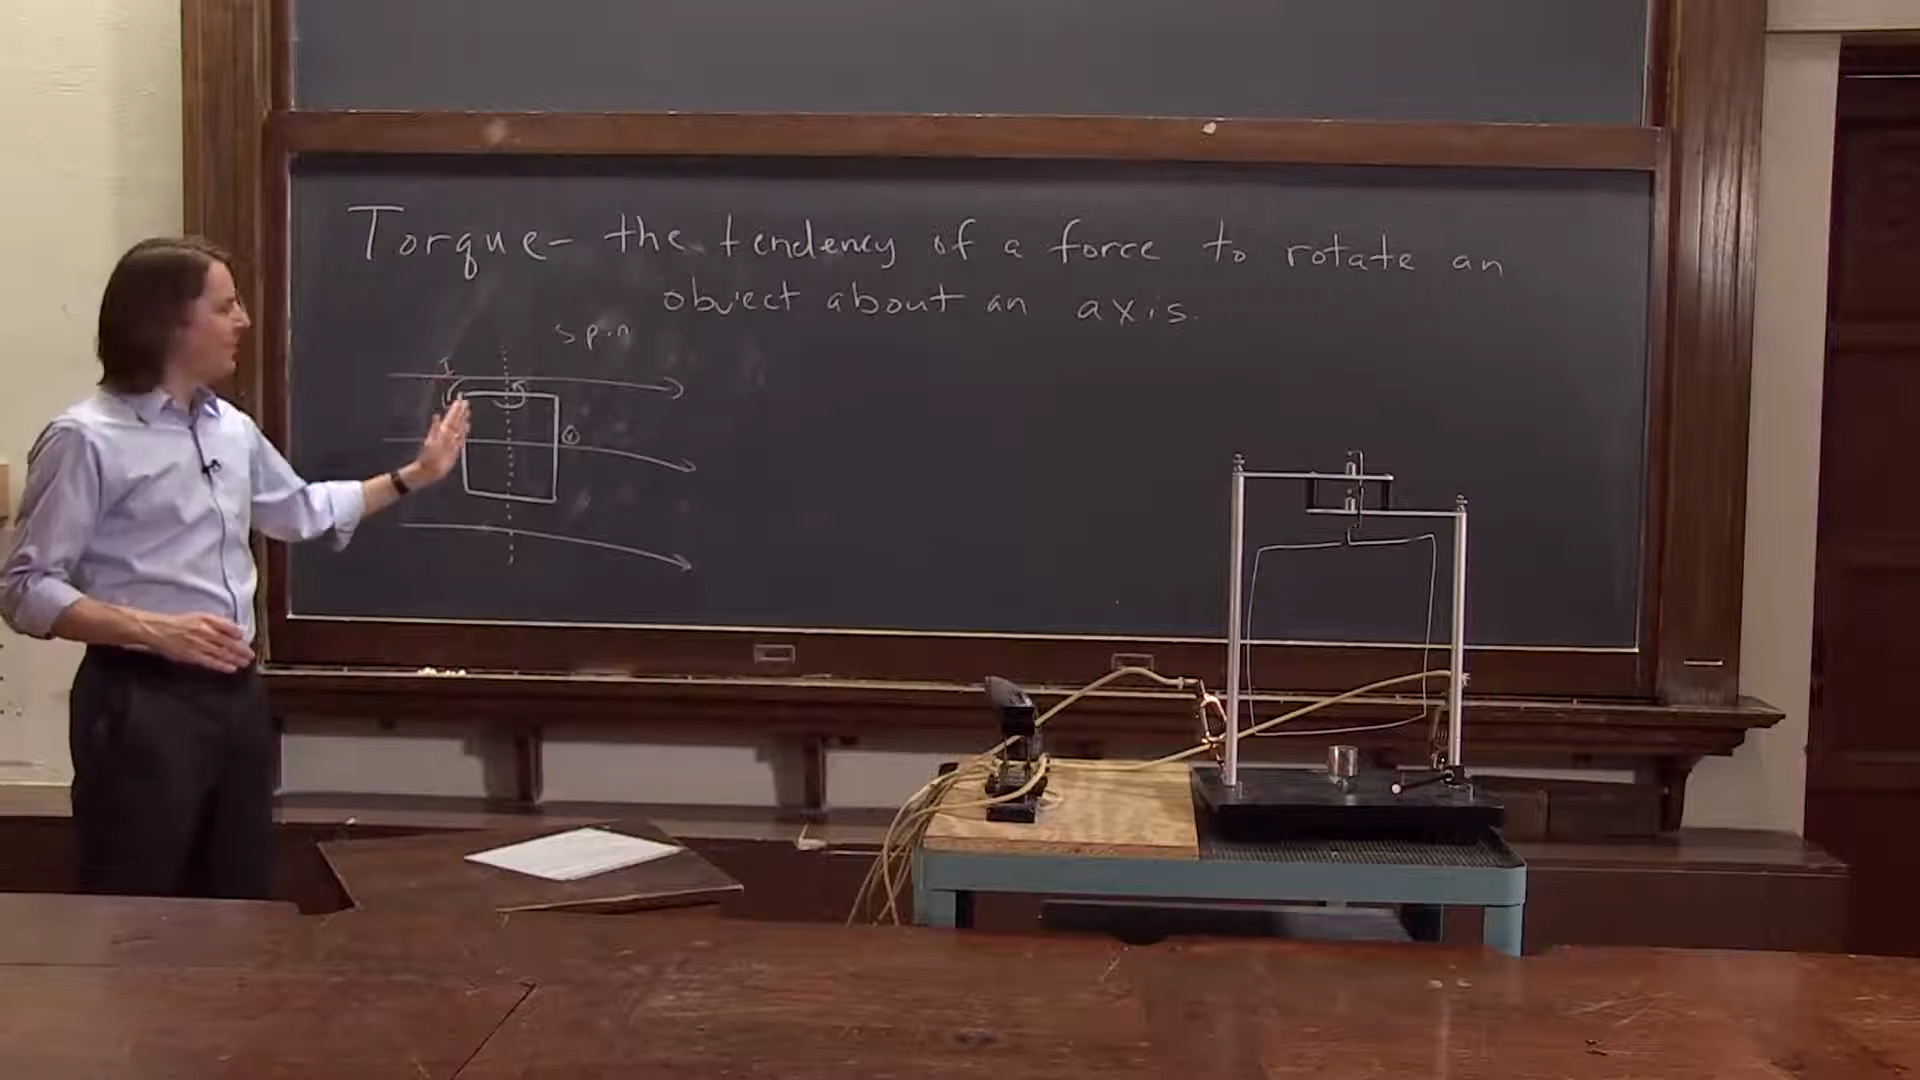 Torque - the tendency of a force to rotate an
object about an axis.
spin
I